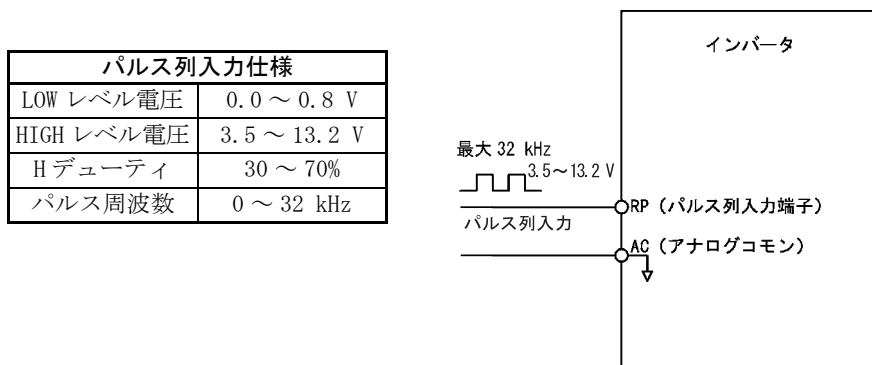 パルス列入力仕様
LOW レベル電圧 0.0 ~ 0.8 V
HIGH レベル電圧 3.5 ~ 13.2 V
H デューティ 30 ~ 70%
パルス周波数 0 ~ 32 kHz
インバータ
最大 32 kHz
3.5~13.2 V
RP (パルス列入力端子)
パルス列入力
AC (アナログコモン)